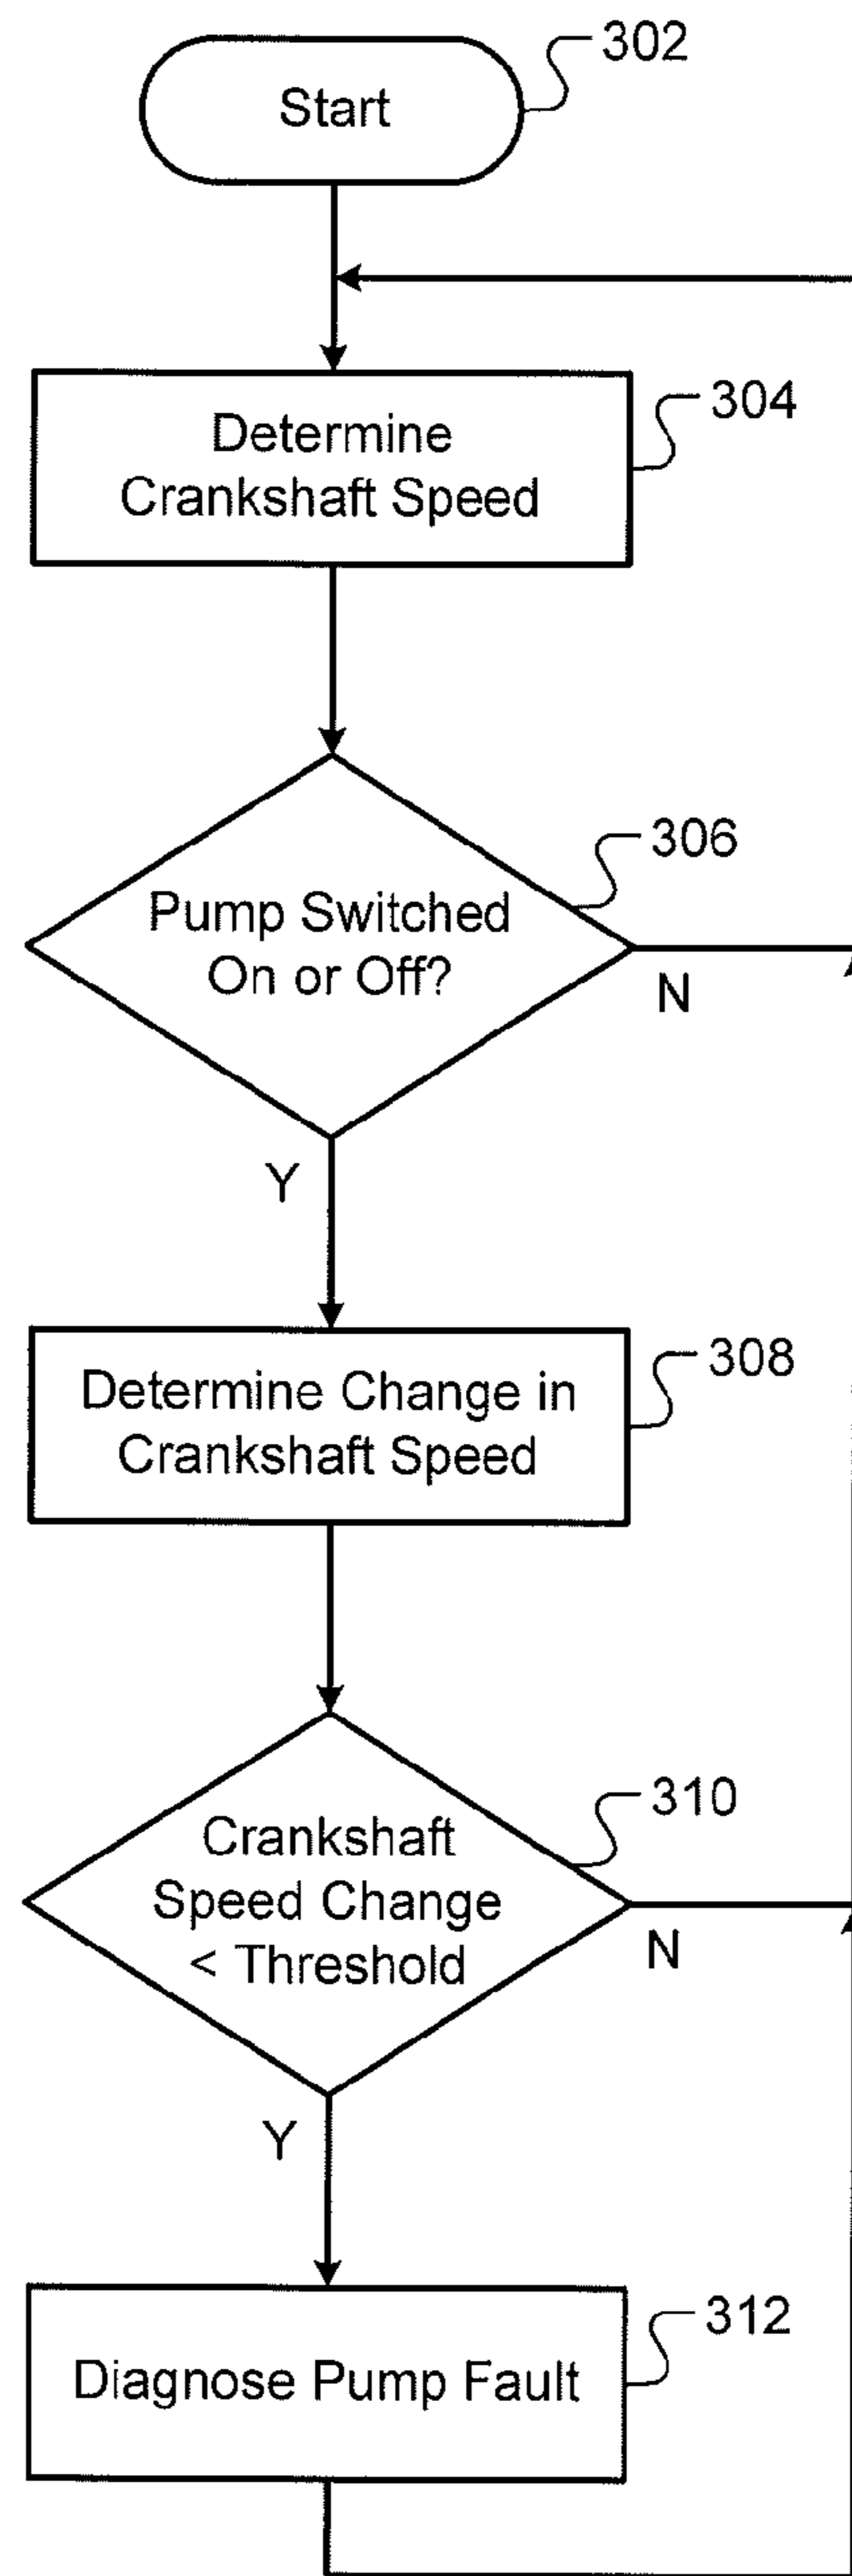 302
Start
304
Determine
Crankshaft Speed
306
Pump Switched
On or Off?
N
Y
308
Determine Change in
Crankshaft Speed
310
Crankshaft
Speed Change
< Threshold
N
Y
312
Diagnose Pump Fault